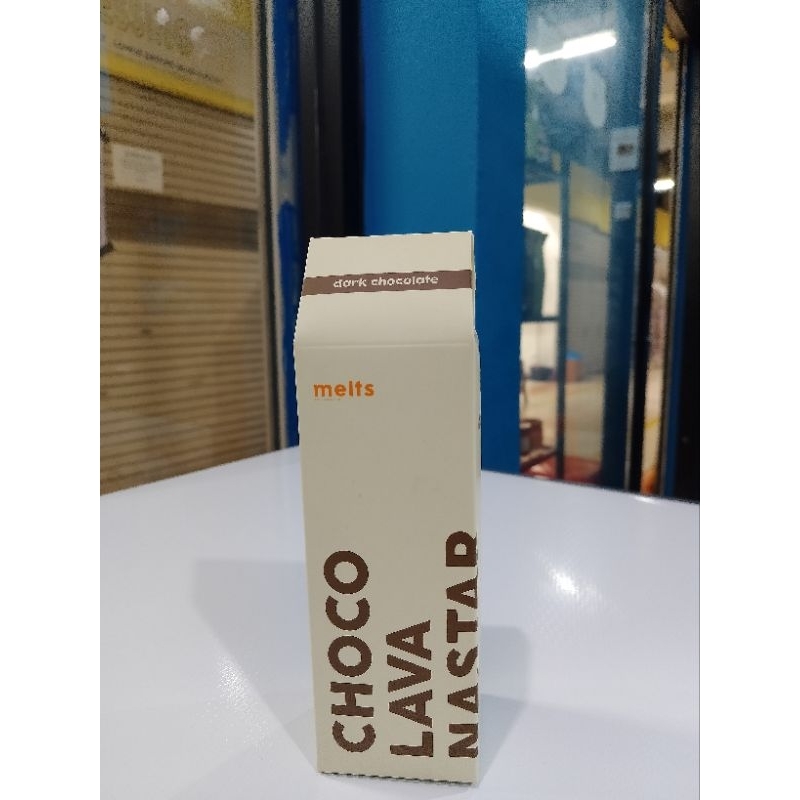 dark chocolate
melts
CHOCO
LAVA
NASTAR